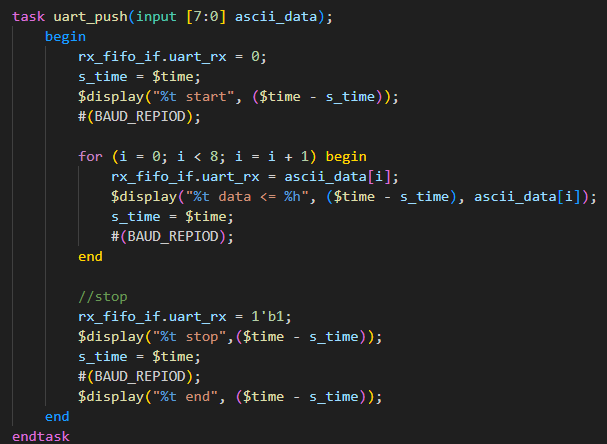 task uart_push(input [7:0] ascii_data);
    begin
        rx_fifo_if.uart_rx = 0;
        s_time = $time;
        $display("%t start", ($time - s_time));
        #(BAUD_REPIOD);

        for (i = 0; i < 8; i = i + 1) begin
            rx_fifo_if.uart_rx = ascii_data[i];
            $display("%t data <= %h", ($time - s_time), ascii_data[i]);
            s_time = $time;
            #(BAUD_REPIOD);
        end

        //stop
        rx_fifo_if.uart_rx = 1'b1;
        $display("%t stop",($time - s_time));
        s_time = $time;
        #(BAUD_REPIOD);
        $display("%t end", ($time - s_time));
    end
endtask